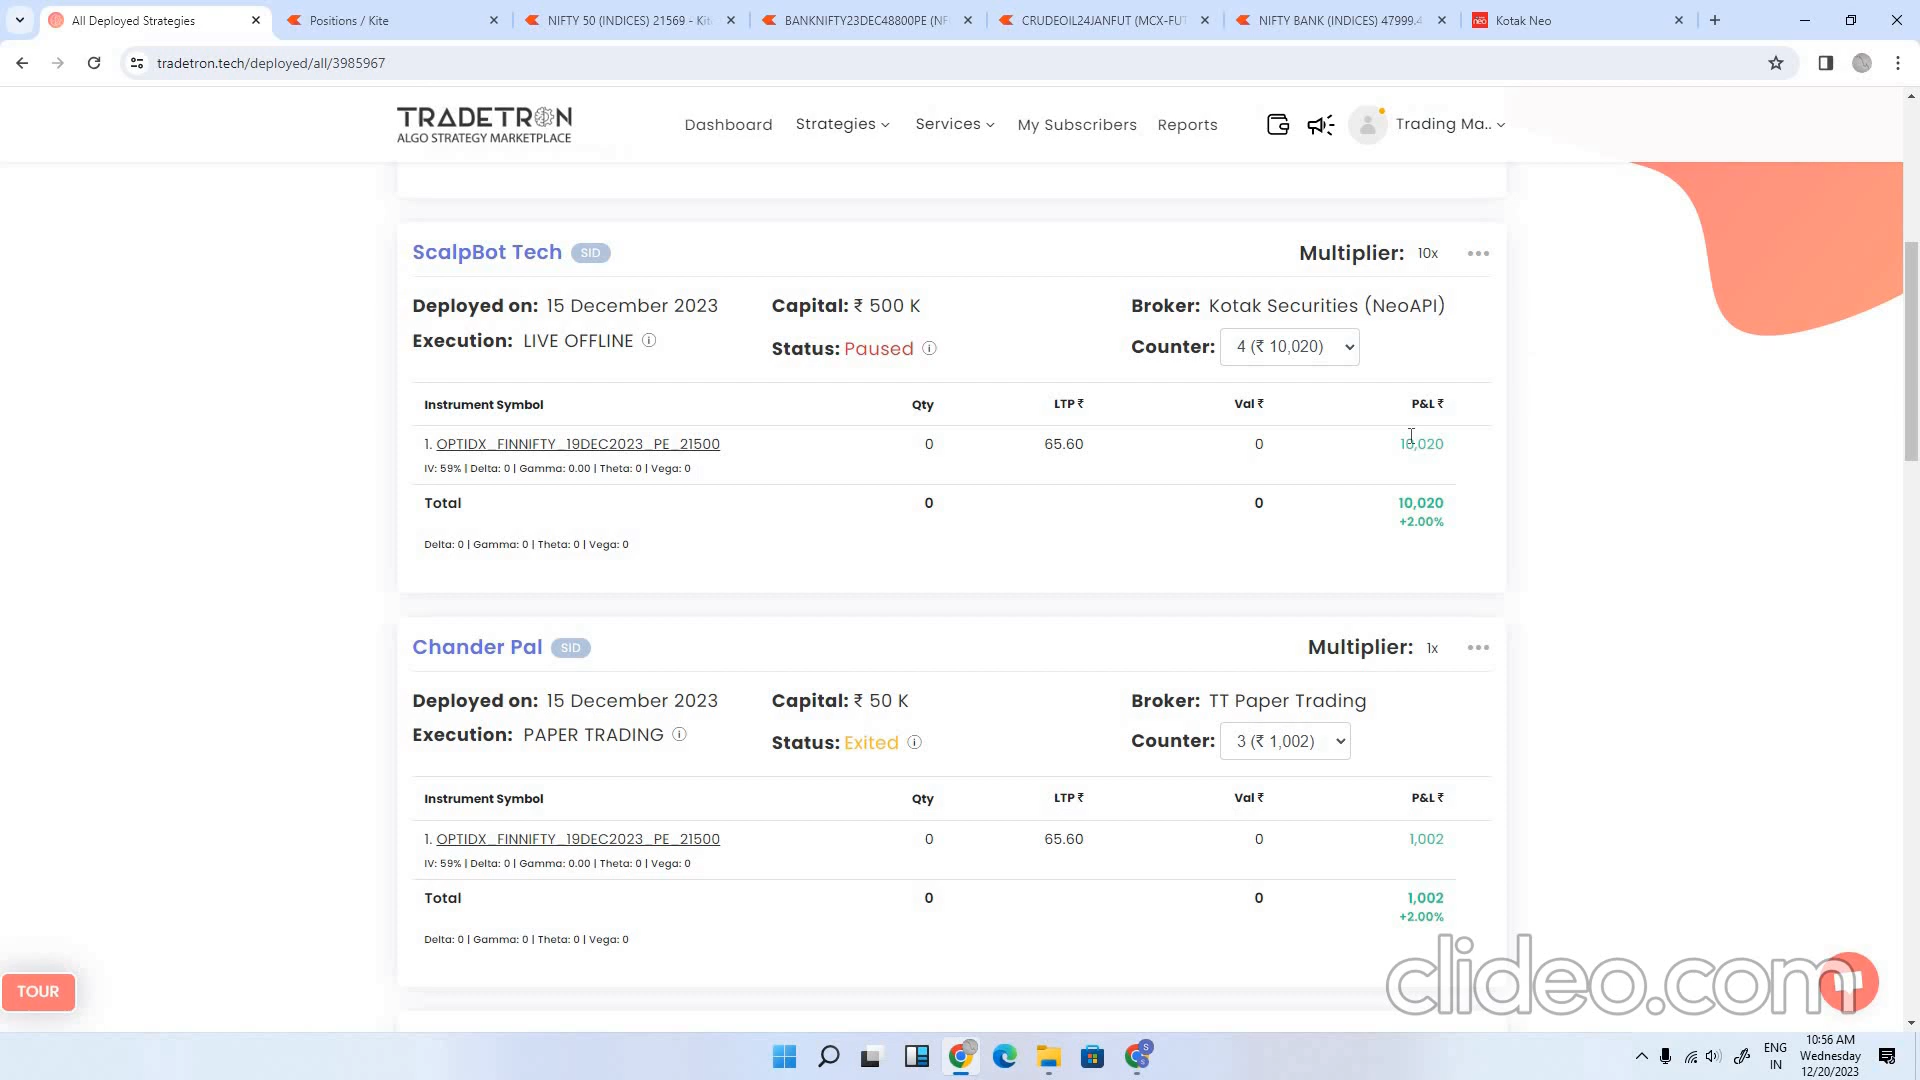 All Deployed Strategies
Positions / Kite
NIFTY 50 (INDICES) 21569 - Kit
BANKNIFTY23DEC48800PE (NF
CRUDEOIL24JANFUT (MCX-FUT
NIFTY BANK (INDICES) 47999.4
neo
Kotak Neo
tradetron.tech/deployed/all/3985967
TRADETRON
ALGO STRATEGY MARKETPLACE
Dashboard
Strategies
Services
My Subscribers
Reports
Trading Ma..
ScalpBot Tech SID
Multiplier: 10x
Deployed on: 15 December 2023
Capital: ₹ 500 K
Broker: Kotak Securities (NeoAPI)
Execution: LIVE OFFLINE
Status: Paused
Counter: 4 (₹ 10,020)
Instrument Symbol Qty LTP ₹ Val ₹ P&L ₹
1. OPTIDX_FINNIFTY_19DEC2023_PE_21500 0 65.60 0 10,020
IV: 59% | Delta: 0 | Gamma: 0.00 | Theta: 0 | Vega: 0
Total 0 0 10,020
+2.00%
Delta: 0 | Gamma: 0 | Theta: 0 | Vega: 0
Chander Pal SID
Multiplier: 1x
Deployed on: 15 December 2023
Capital: ₹ 50 K
Broker: TT Paper Trading
Execution: PAPER TRADING
Status: Exited
Counter: 3 (₹ 1,002)
Instrument Symbol Qty LTP ₹ Val ₹ P&L ₹
1. OPTIDX_FINNIFTY_19DEC2023_PE_21500 0 65.60 0 1,002
IV: 59% | Delta: 0 | Gamma: 0.00 | Theta: 0 | Vega: 0
Total 0 0 1,002
+2.00%
Delta: 0 | Gamma: 0 | Theta: 0 | Vega: 0
clideo.com
TOUR
S
ENG
IN
10:56 AM
Wednesday
12/20/2023